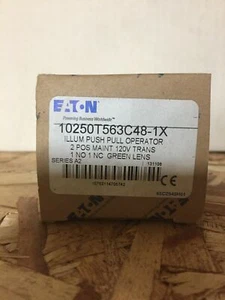 EATON
Powering Business Worldwide
10250T563C48-1X
ILLUM PUSH PULL OPERATOR
2 POS MAINT 120V TRANS
1 NO 1 NC GREEN LENS
SERIES A2